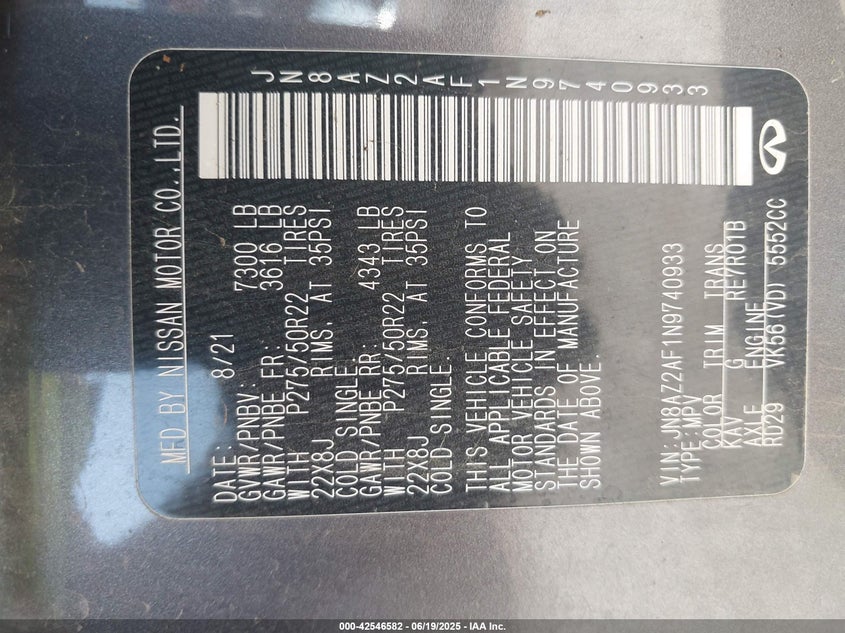 JN8AZ2AF1N9740933
MFD BY NISSAN MOTOR CO.,LTD.
DATE: 8/21
GVWR/PNBV: 7300 LB
GAWR/PNBE FR: 3616 LB
WITH P275/50R22 TIRES
22X8J RIMS, AT 35PSI
COLD SINGLE.
GAWR/PNBE RR: 4343 LB
WITH P275/50R22 TIRES
22X8J RIMS, AT 35PSI
COLD SINGLE.
THIS VEHICLE CONFORMS TO
ALL APPLICABLE FEDERAL
MOTOR VEHICLE SAFETY
STANDARDS IN EFFECT ON
THE DATE OF MANUFACTURE
SHOWN ABOVE.
VIN:JN8AZ2AF1N9740933
TYPE:MPV
COLOR TRIM TRANS
KAV G RE7R01B
AXLE ENGINE
RD29 VK56(VD) 5552CC
000-42546582 - 06/19/2025 - IAA Inc.